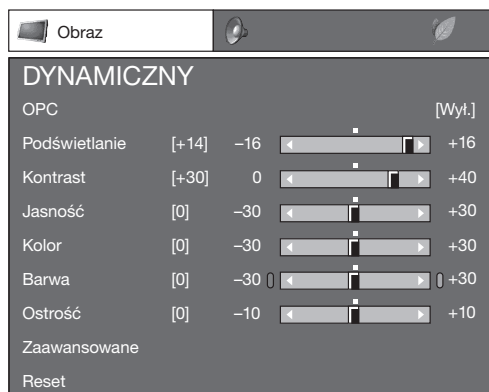 Obraz
DYNAMICZNY
OPC [Wył.]
Podświetlanie [+14] –16 +16
Kontrast [+30] 0 +40
Jasność [0] –30 +30
Kolor [0] –30 +30
Barwa [0] –30 +30
Ostrość [0] –10 +10
Zaawansowane
Reset